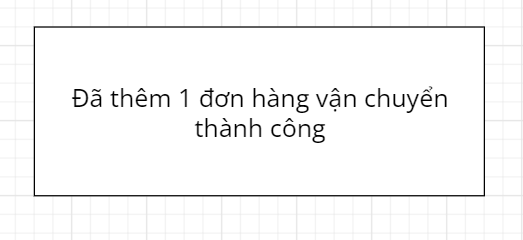 Đã thêm 1 đơn hàng vận chuyển
thành công